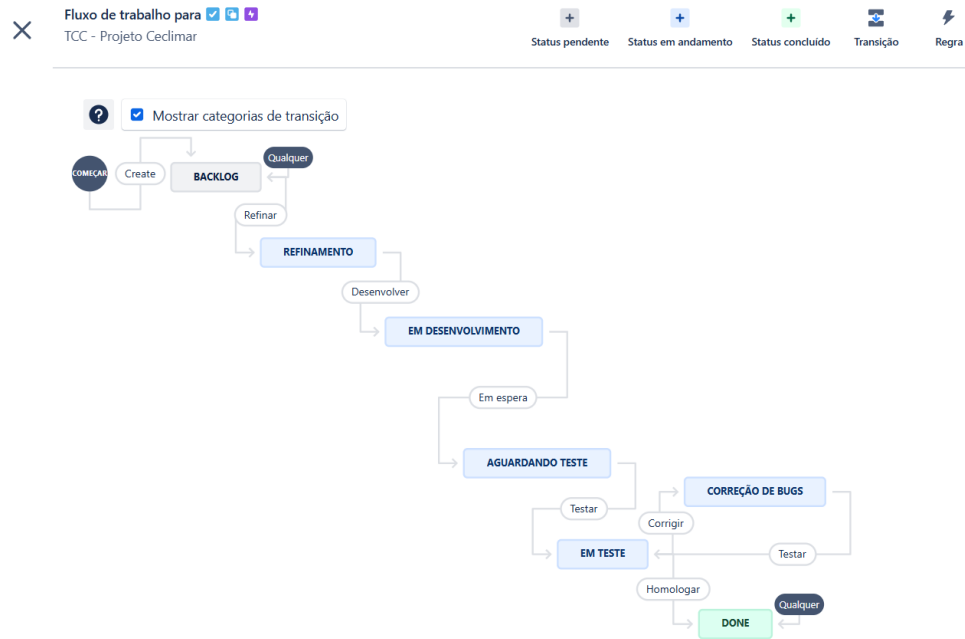 Fluxo de trabalho para
TCC - Projeto Ceclimar
Status pendente
Status em andamento
Status concluído
Transição
Regra
?
Mostrar categorias de transição
COMEÇAR
Create
BACKLOG
Qualquer
Refinar
REFINAMENTO
Desenvolver
EM DESENVOLVIMENTO
Em espera
AGUARDANDO TESTE
CORREÇÃO DE BUGS
Testar
Corrigir
EM TESTE
Testar
Homologar
Qualquer
DONE